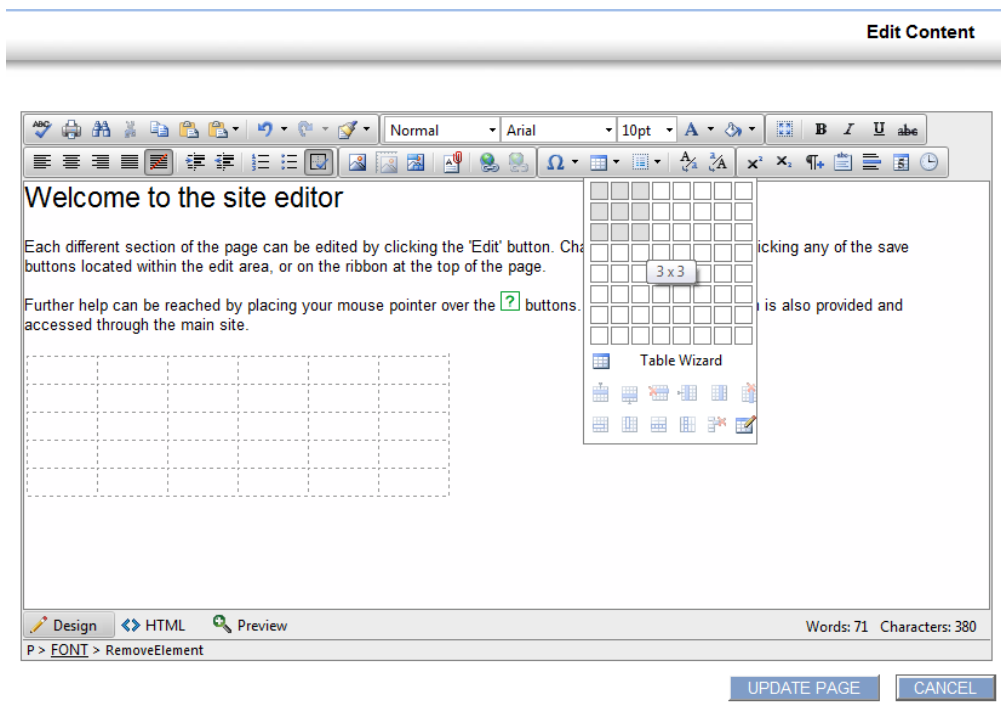 Edit Content
ABC Normal Arial 10pt A B I U abc
Ω A Z Z A x² x, ¶ 5
Welcome to the site editor
Each different section of the page can be edited by clicking the 'Edit' button. Cha icking any of the save
buttons located within the edit area, or on the ribbon at the top of the page.
3 x 3
Further help can be reached by placing your mouse pointer over the ? buttons. is also provided and
accessed through the main site.
Table Wizard
Design HTML Preview Words: 71 Characters: 380
P > FONT > RemoveElement
UPDATE PAGE CANCEL